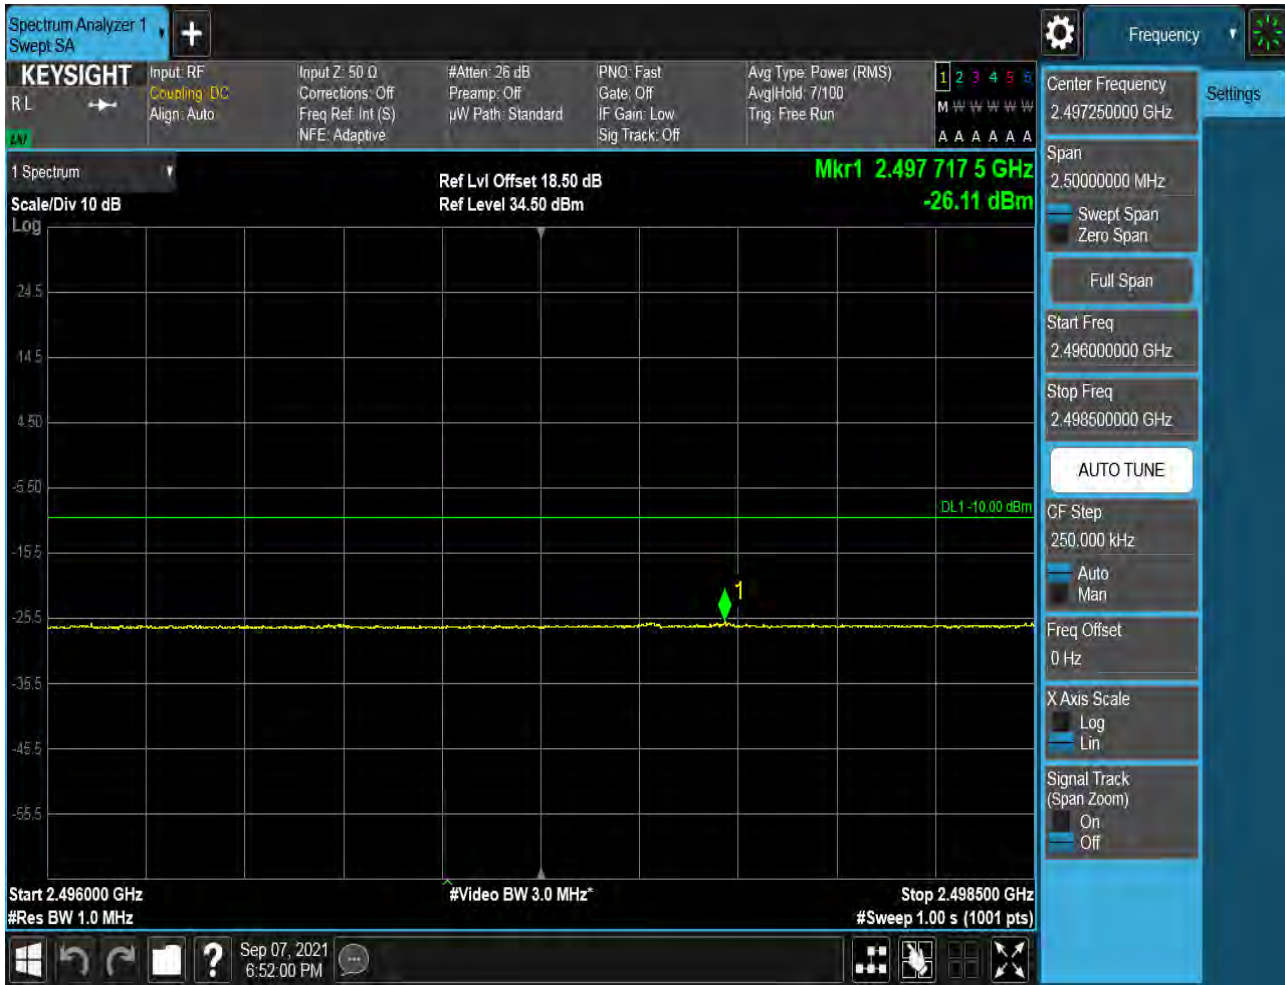 Spectrum Analyzer 1
Swept SA
Frequency
KEYSIGHT
R L
LNI
Input: RF
Coupling: DC
Align: Auto
Input Z: 50 Ω
Corrections: Off
Freq Ref: Int (S)
NFE: Adaptive
#Atten: 26 dB
Preamp: Off
µW Path: Standard
PNO: Fast
Gate: Off
IF Gain: Low
Sig Track: Off
Avg Type: Power (RMS)
Avg|Hold: 7/100
Trig: Free Run
1 2 3 4 5 6
M W W W W W
A A A A A A
1 Spectrum
Scale/Div 10 dB
Log
Ref Lvl Offset 18.50 dB
Ref Level 34.50 dBm
Mkr1 2.497 717 5 GHz
-26.11 dBm
24.5
14.5
4.50
-5.50
-15.5
-25.5
-35.5
-45.5
-55.5
DL1 -10.00 dBm
1
Start 2.496000 GHz
#Res BW 1.0 MHz
#Video BW 3.0 MHz*
Stop 2.498500 GHz
#Sweep 1.00 s (1001 pts)
Sep 07, 2021
6:52:00 PM
Center Frequency
2.497250000 GHz
Settings
Span
2.50000000 MHz
Swept Span
Zero Span
Full Span
Start Freq
2.496000000 GHz
Stop Freq
2.498500000 GHz
AUTO TUNE
CF Step
250.000 kHz
Auto
Man
Freq Offset
0 Hz
X Axis Scale
Log
Lin
Signal Track
(Span Zoom)
On
Off